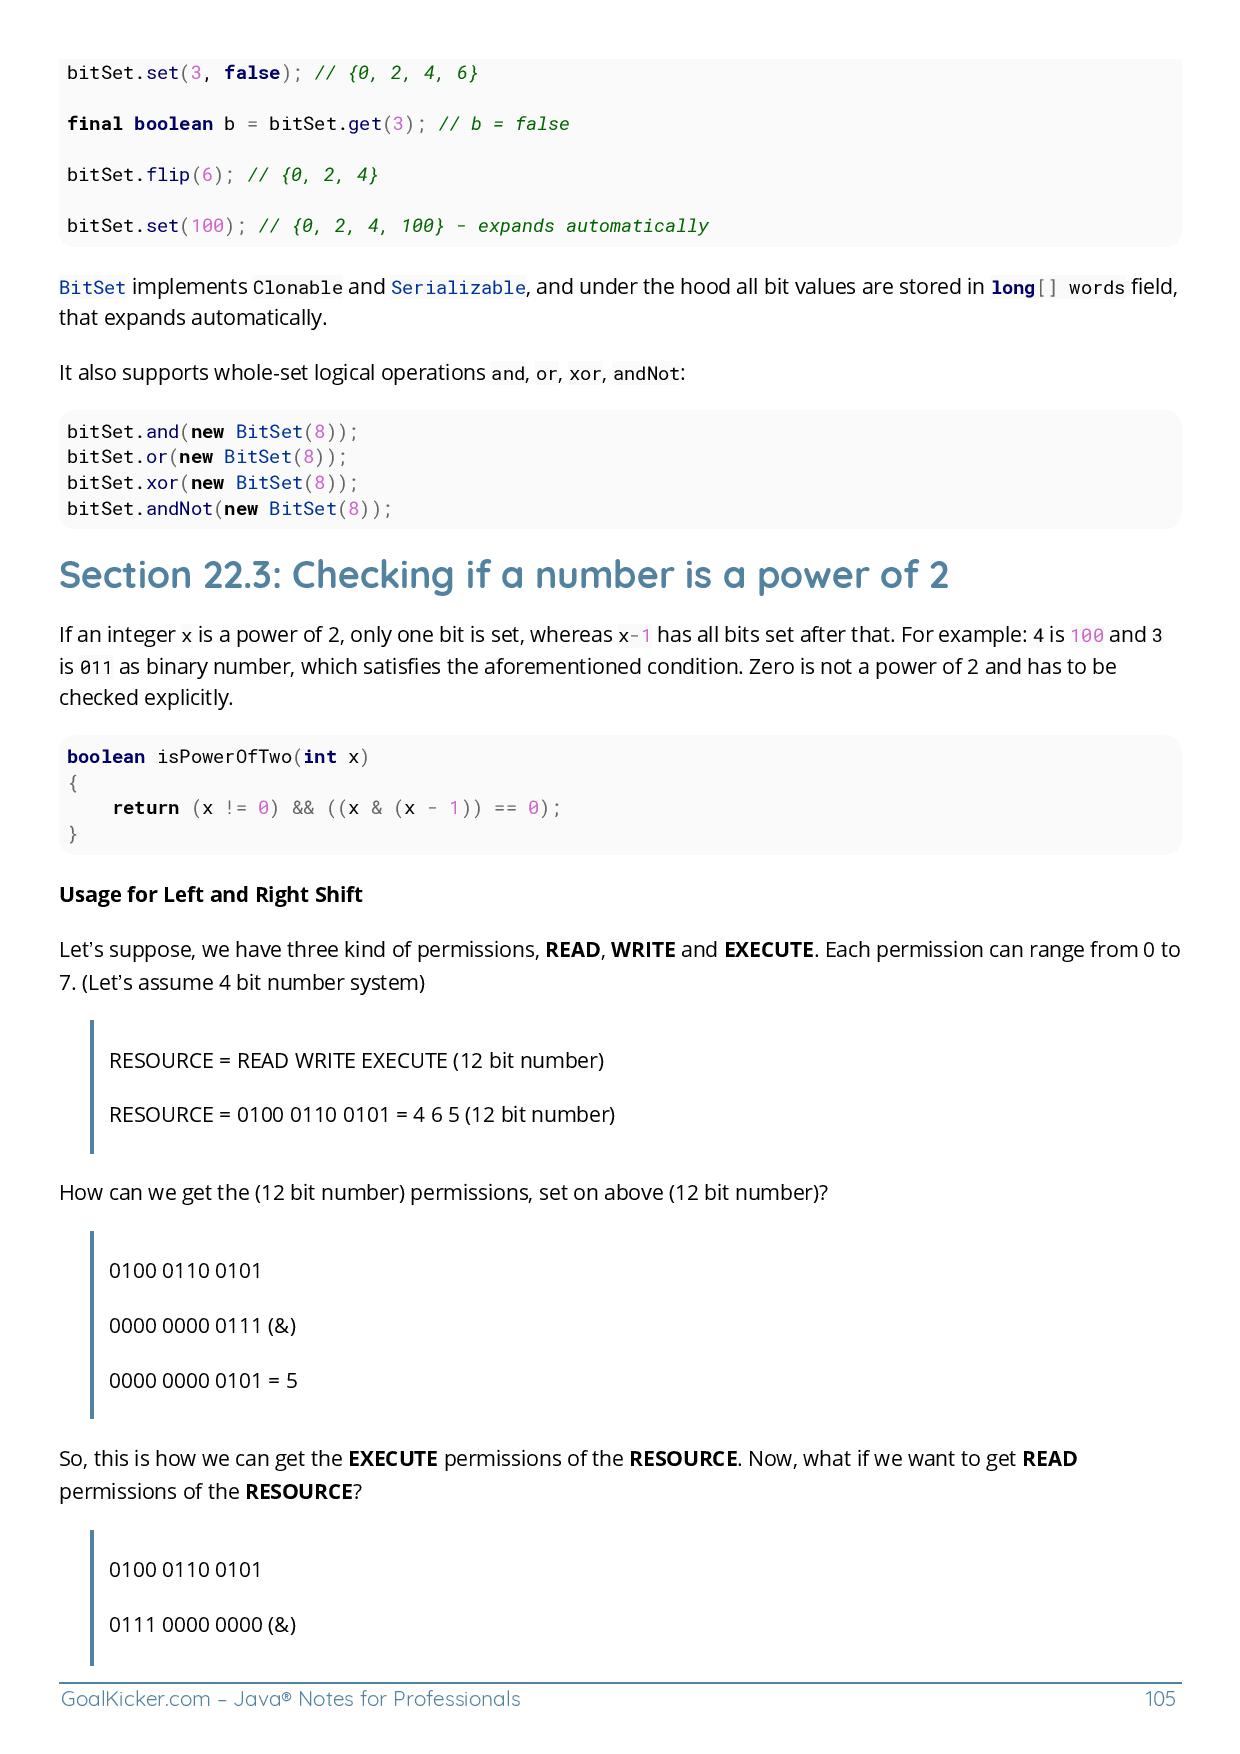 bitSet.set(3, false); // {0, 2, 4, 6}
final boolean b = bitSet.get(3); // b = false
bitSet.flip(6); // {0, 2, 4}
bitSet.set(100); // {0, 2, 4, 100} - expands automatically
BitSet implements Clonable and Serializable, and under the hood all bit values are stored in long[] words field,
that expands automatically.
It also supports whole-set logical operations and, or, xor, andNot:
bitSet.and(new BitSet(8));
bitSet.or(new BitSet(8));
bitSet.xor(new BitSet(8));
bitSet.andNot(new BitSet(8));
Section 22.3: Checking if a number is a power of 2
If an integer x is a power of 2, only one bit is set, whereas x-1 has all bits set after that. For example: 4 is 100 and 3
is 011 as binary number, which satisfies the aforementioned condition. Zero is not a power of 2 and has to be
checked explicitly.
boolean isPowerOfTwo(int x)
{
    return (x != 0) && ((x & (x - 1)) == 0);
}
Usage for Left and Right Shift
Let’s suppose, we have three kind of permissions, READ, WRITE and EXECUTE. Each permission can range from 0 to
7. (Let’s assume 4 bit number system)
RESOURCE = READ WRITE EXECUTE (12 bit number)
RESOURCE = 0100 0110 0101 = 4 6 5 (12 bit number)
How can we get the (12 bit number) permissions, set on above (12 bit number)?
0100 0110 0101
0000 0000 0111 (&)
0000 0000 0101 = 5
So, this is how we can get the EXECUTE permissions of the RESOURCE. Now, what if we want to get READ
permissions of the RESOURCE?
0100 0110 0101
0111 0000 0000 (&)
GoalKicker.com – Java® Notes for Professionals 105